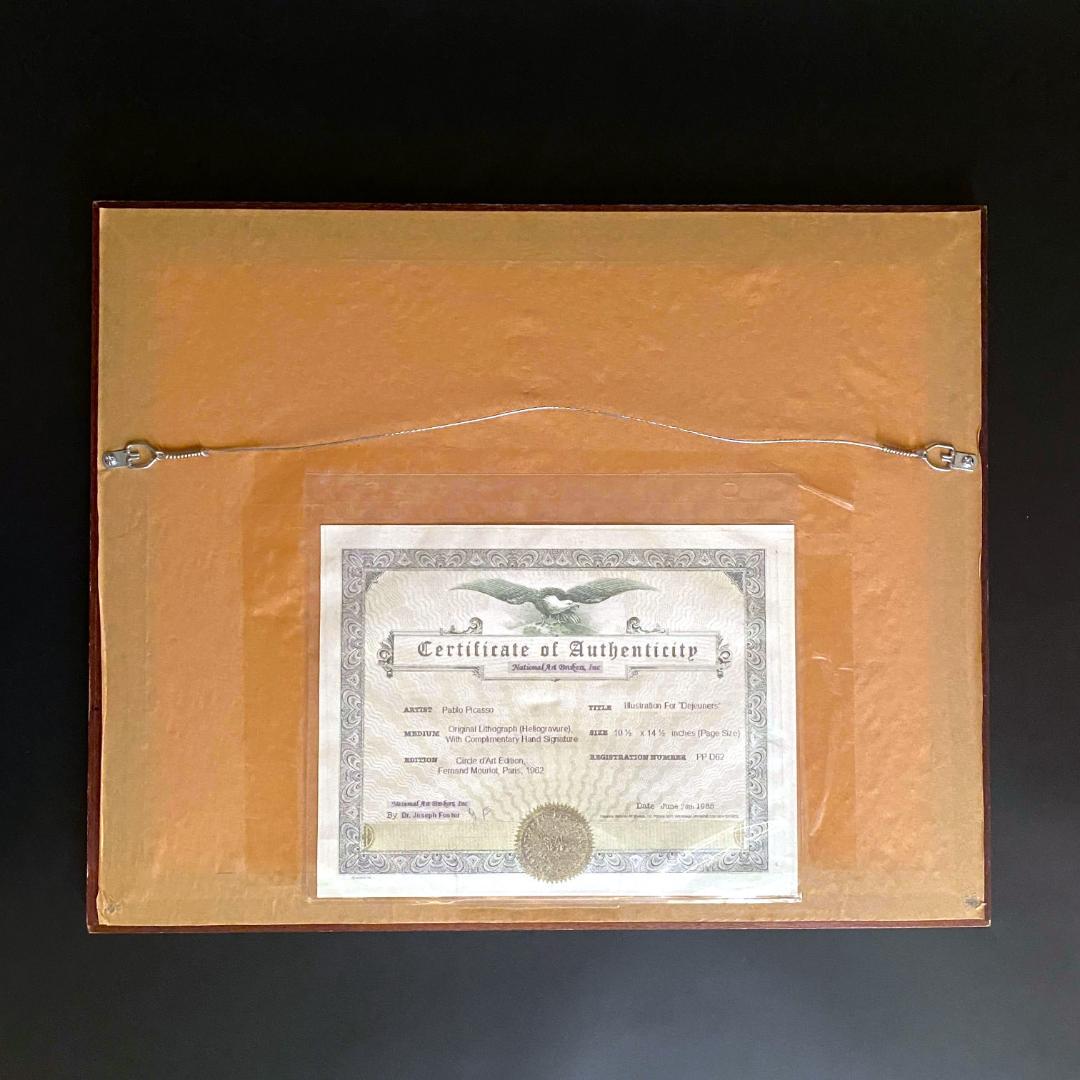 Certificate of Authenticity
National Art Brokers, Inc
ARTIST Pablo Picasso
TITLE Illustration For "Dejeuners"
MEDIUM Original Lithograph (Heliogravure),
With Complimentary Hand Signature
SIZE 10 ½ x 14 ½ inches (Page Size)
EDITION Circle d'Art Edition,
Fernand Mourlot, Paris, 1962
REGISTRATION NUMBER PP D62
National Art Brokers, Inc
By Dr. Joseph Foster
Date June 1988